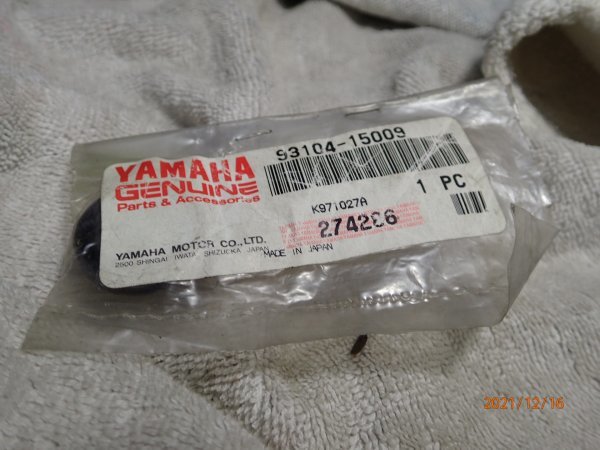 93104-15009
YAMAHA
GENUINE
Parts & Accessories
1 PC
K971027A
274206
YAMAHA MOTOR CO.,LTD.
2500 SHINGAI IWATA SHIZUOKA JAPAN
MADE IN JAPAN
2021/12/16